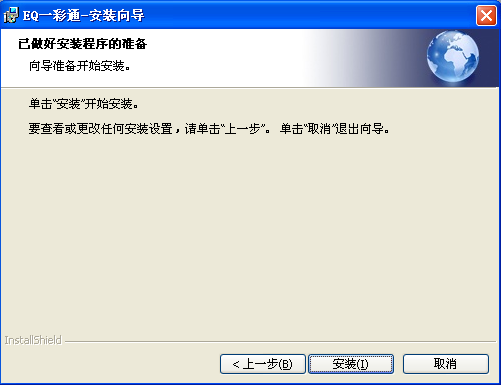 EQ一彩通-安装向导
已做好安装程序的准备
向导准备开始安装。
单击“安装”开始安装。
要查看或更改任何安装设置，请单击“上一步”。 单击“取消”退出向导。
InstallShield
< 上一步(B)
安装(I)
取消